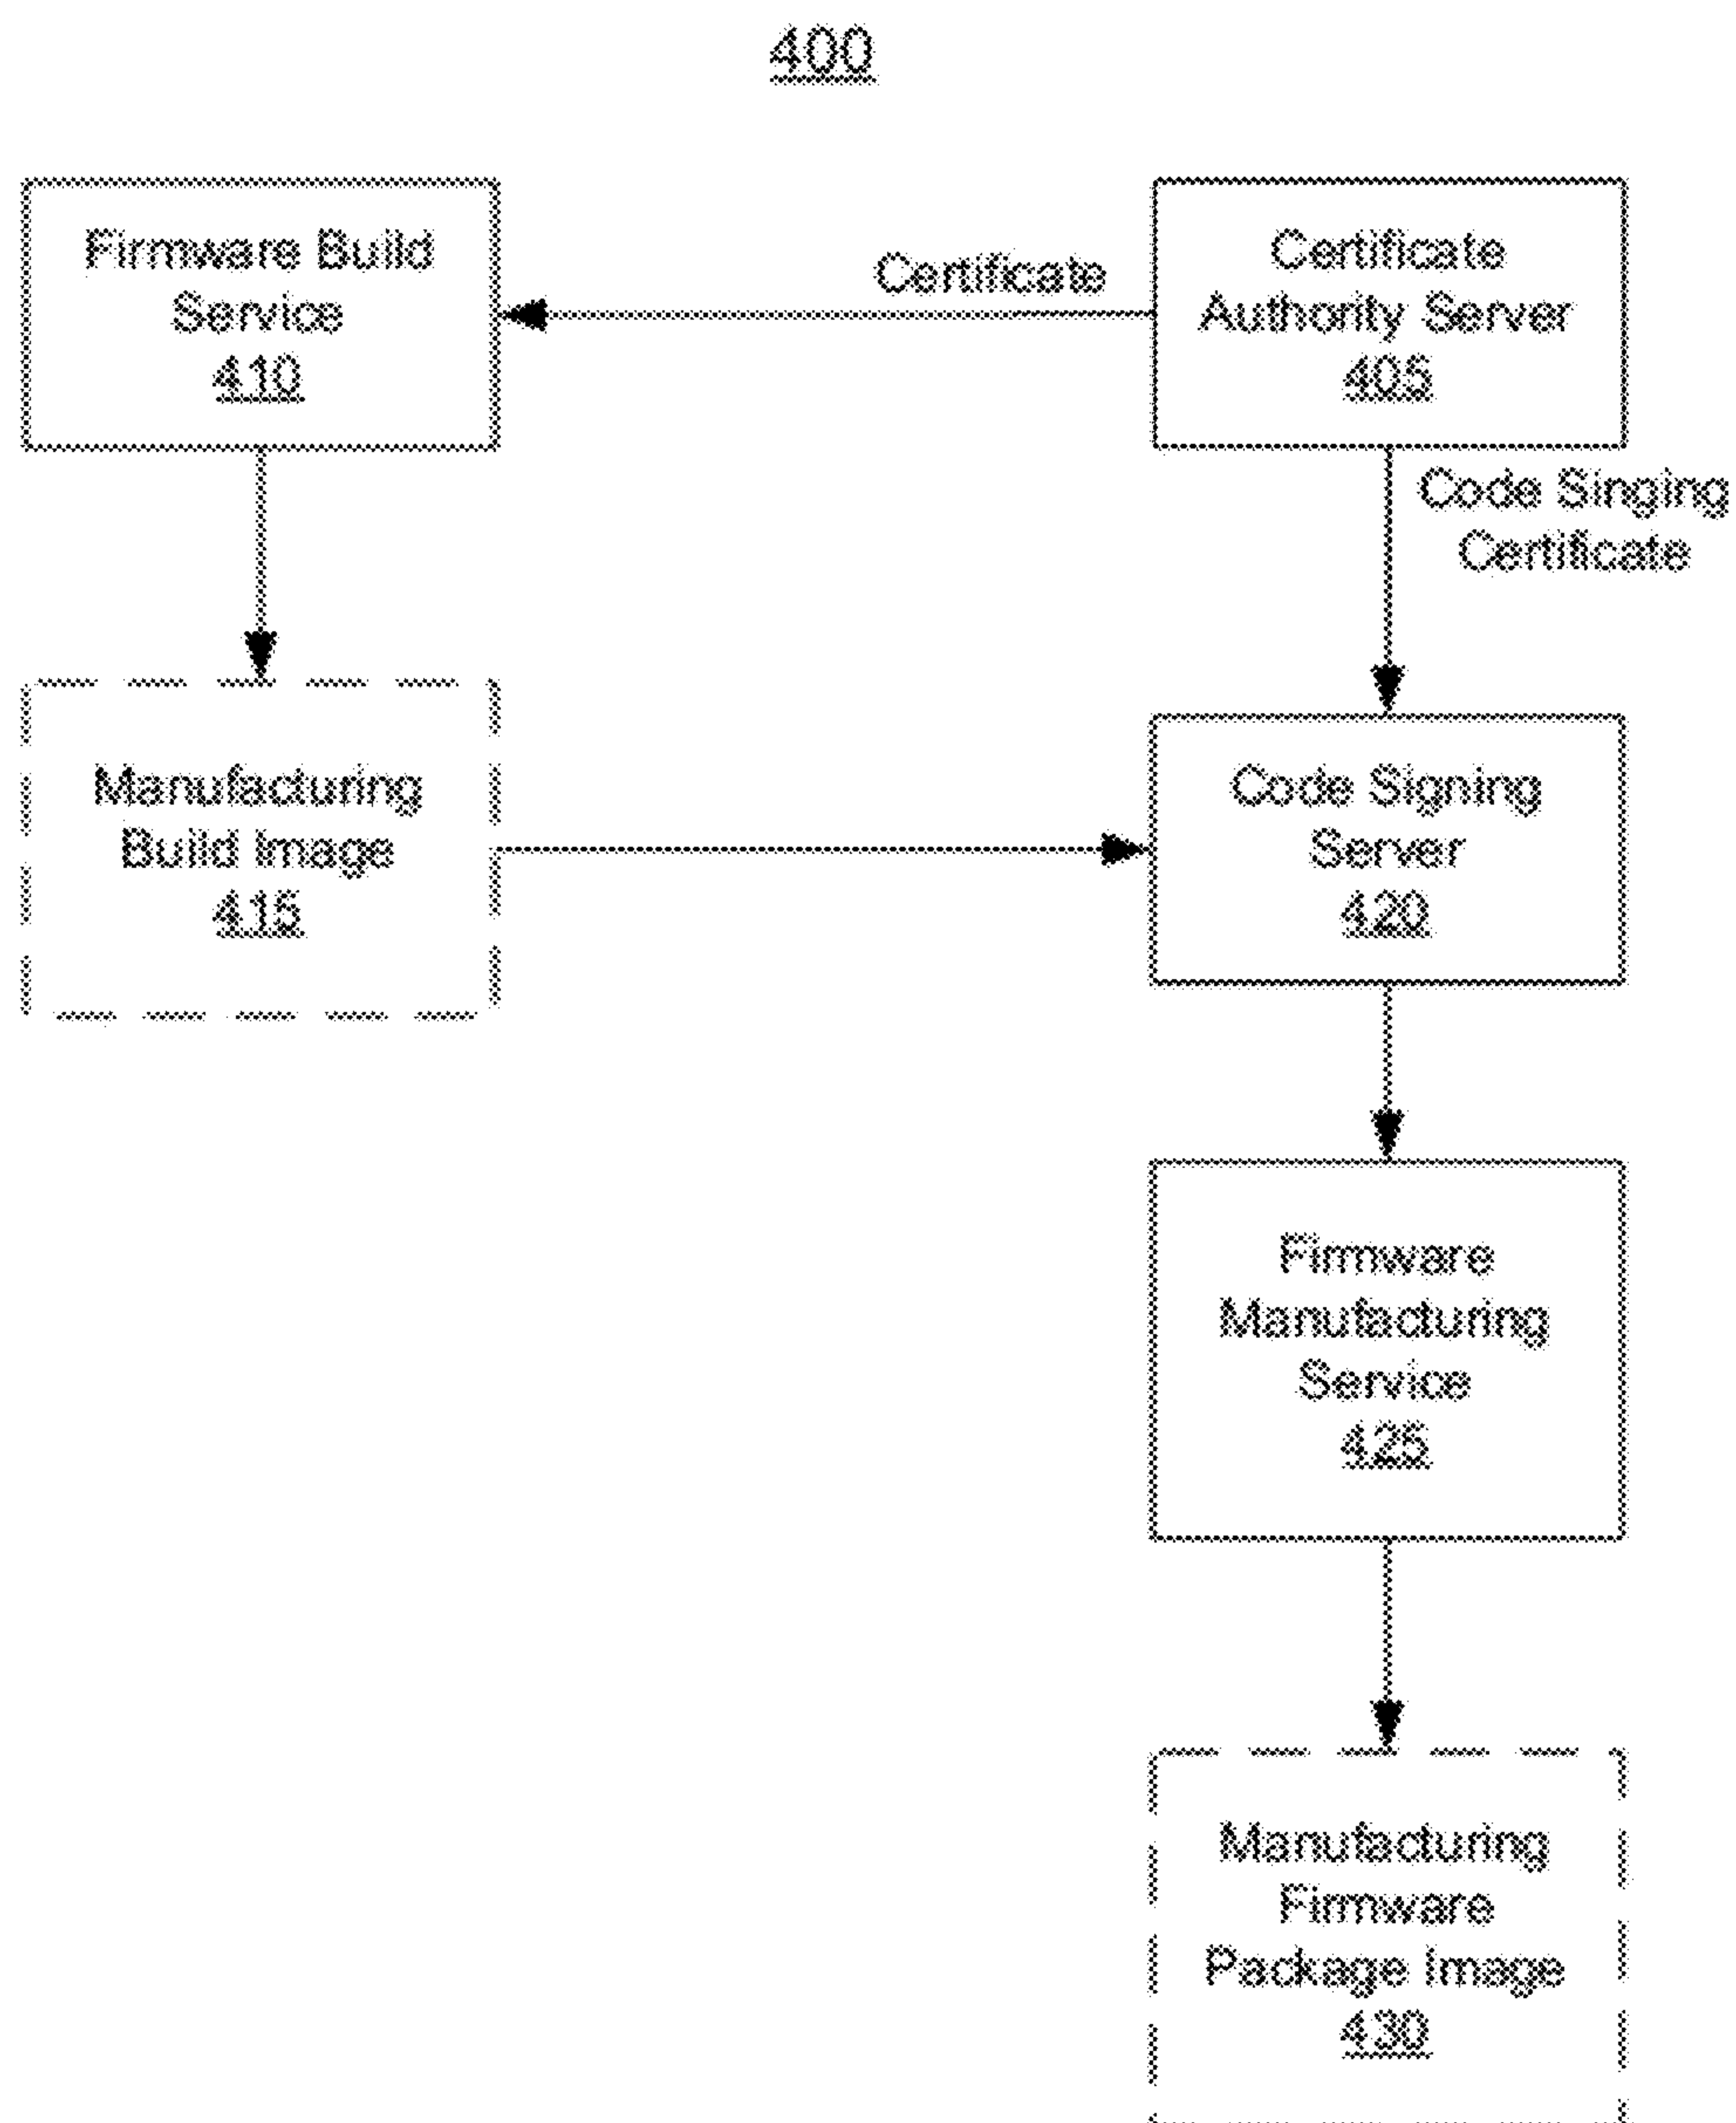 400
Firmware Build
Service
410
Certificate
Certificate
Authority Server
405
Code Singing
Certificate
Manufacturing
Build Image
415
Code Signing
Server
420
Firmware
Manufacturing
Service
425
Manufacturing
Firmware
Package Image
430